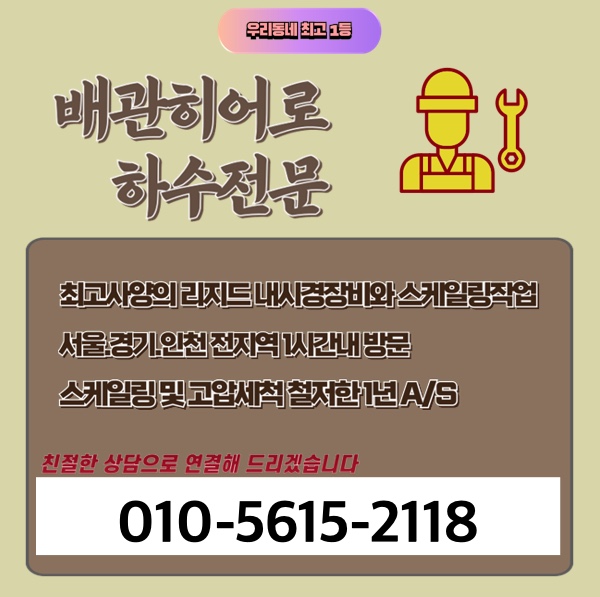 우리동네 최고 1등
배관히어로
하수전문
최고사양의 리지드 내시경장비와 스케일링작업
서울.경기.인천 전지역 1시간내 방문
스케일링 및 고압세척 철저한 1년 A/S
친절한 상담으로 연결해 드리겠습니다
010-5615-2118